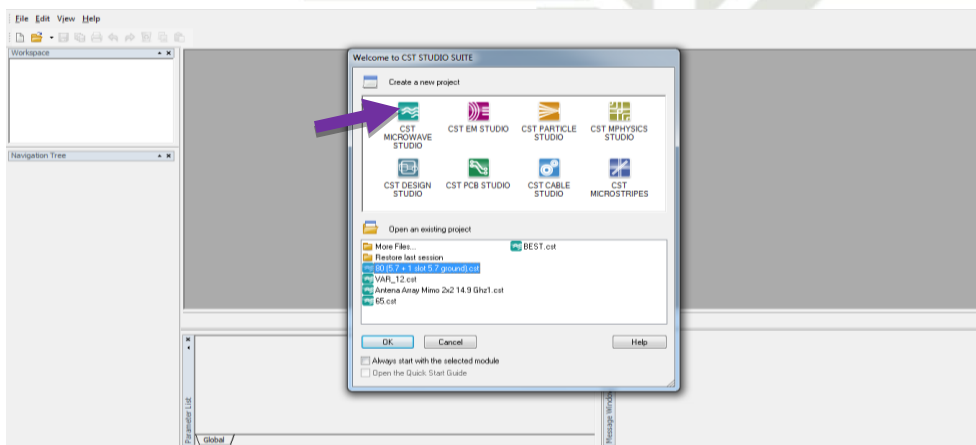 File Edit View Help
Workspace
Navigation Tree
Welcome to CST STUDIO SUITE
Create a new project
CST MICROWAVE STUDIO
CST EM STUDIO
CST PARTICLE STUDIO
CST MPHYSICS STUDIO
CST DESIGN STUDIO
CST PCB STUDIO
CST CABLE STUDIO
CST MICROSTRIPES
Open an existing project
More Files...
BEST.cst
Restore last session
80 (5.7 + 1 slot 5.7 ground).cst
VAR_12.cst
Antena Array Mimo 2x2 14.9 Ghz1.cst
65.cst
OK
Cancel
Help
Always start with the selected module
Open the Quick Start Guide
Parameter List
Global
Message Window